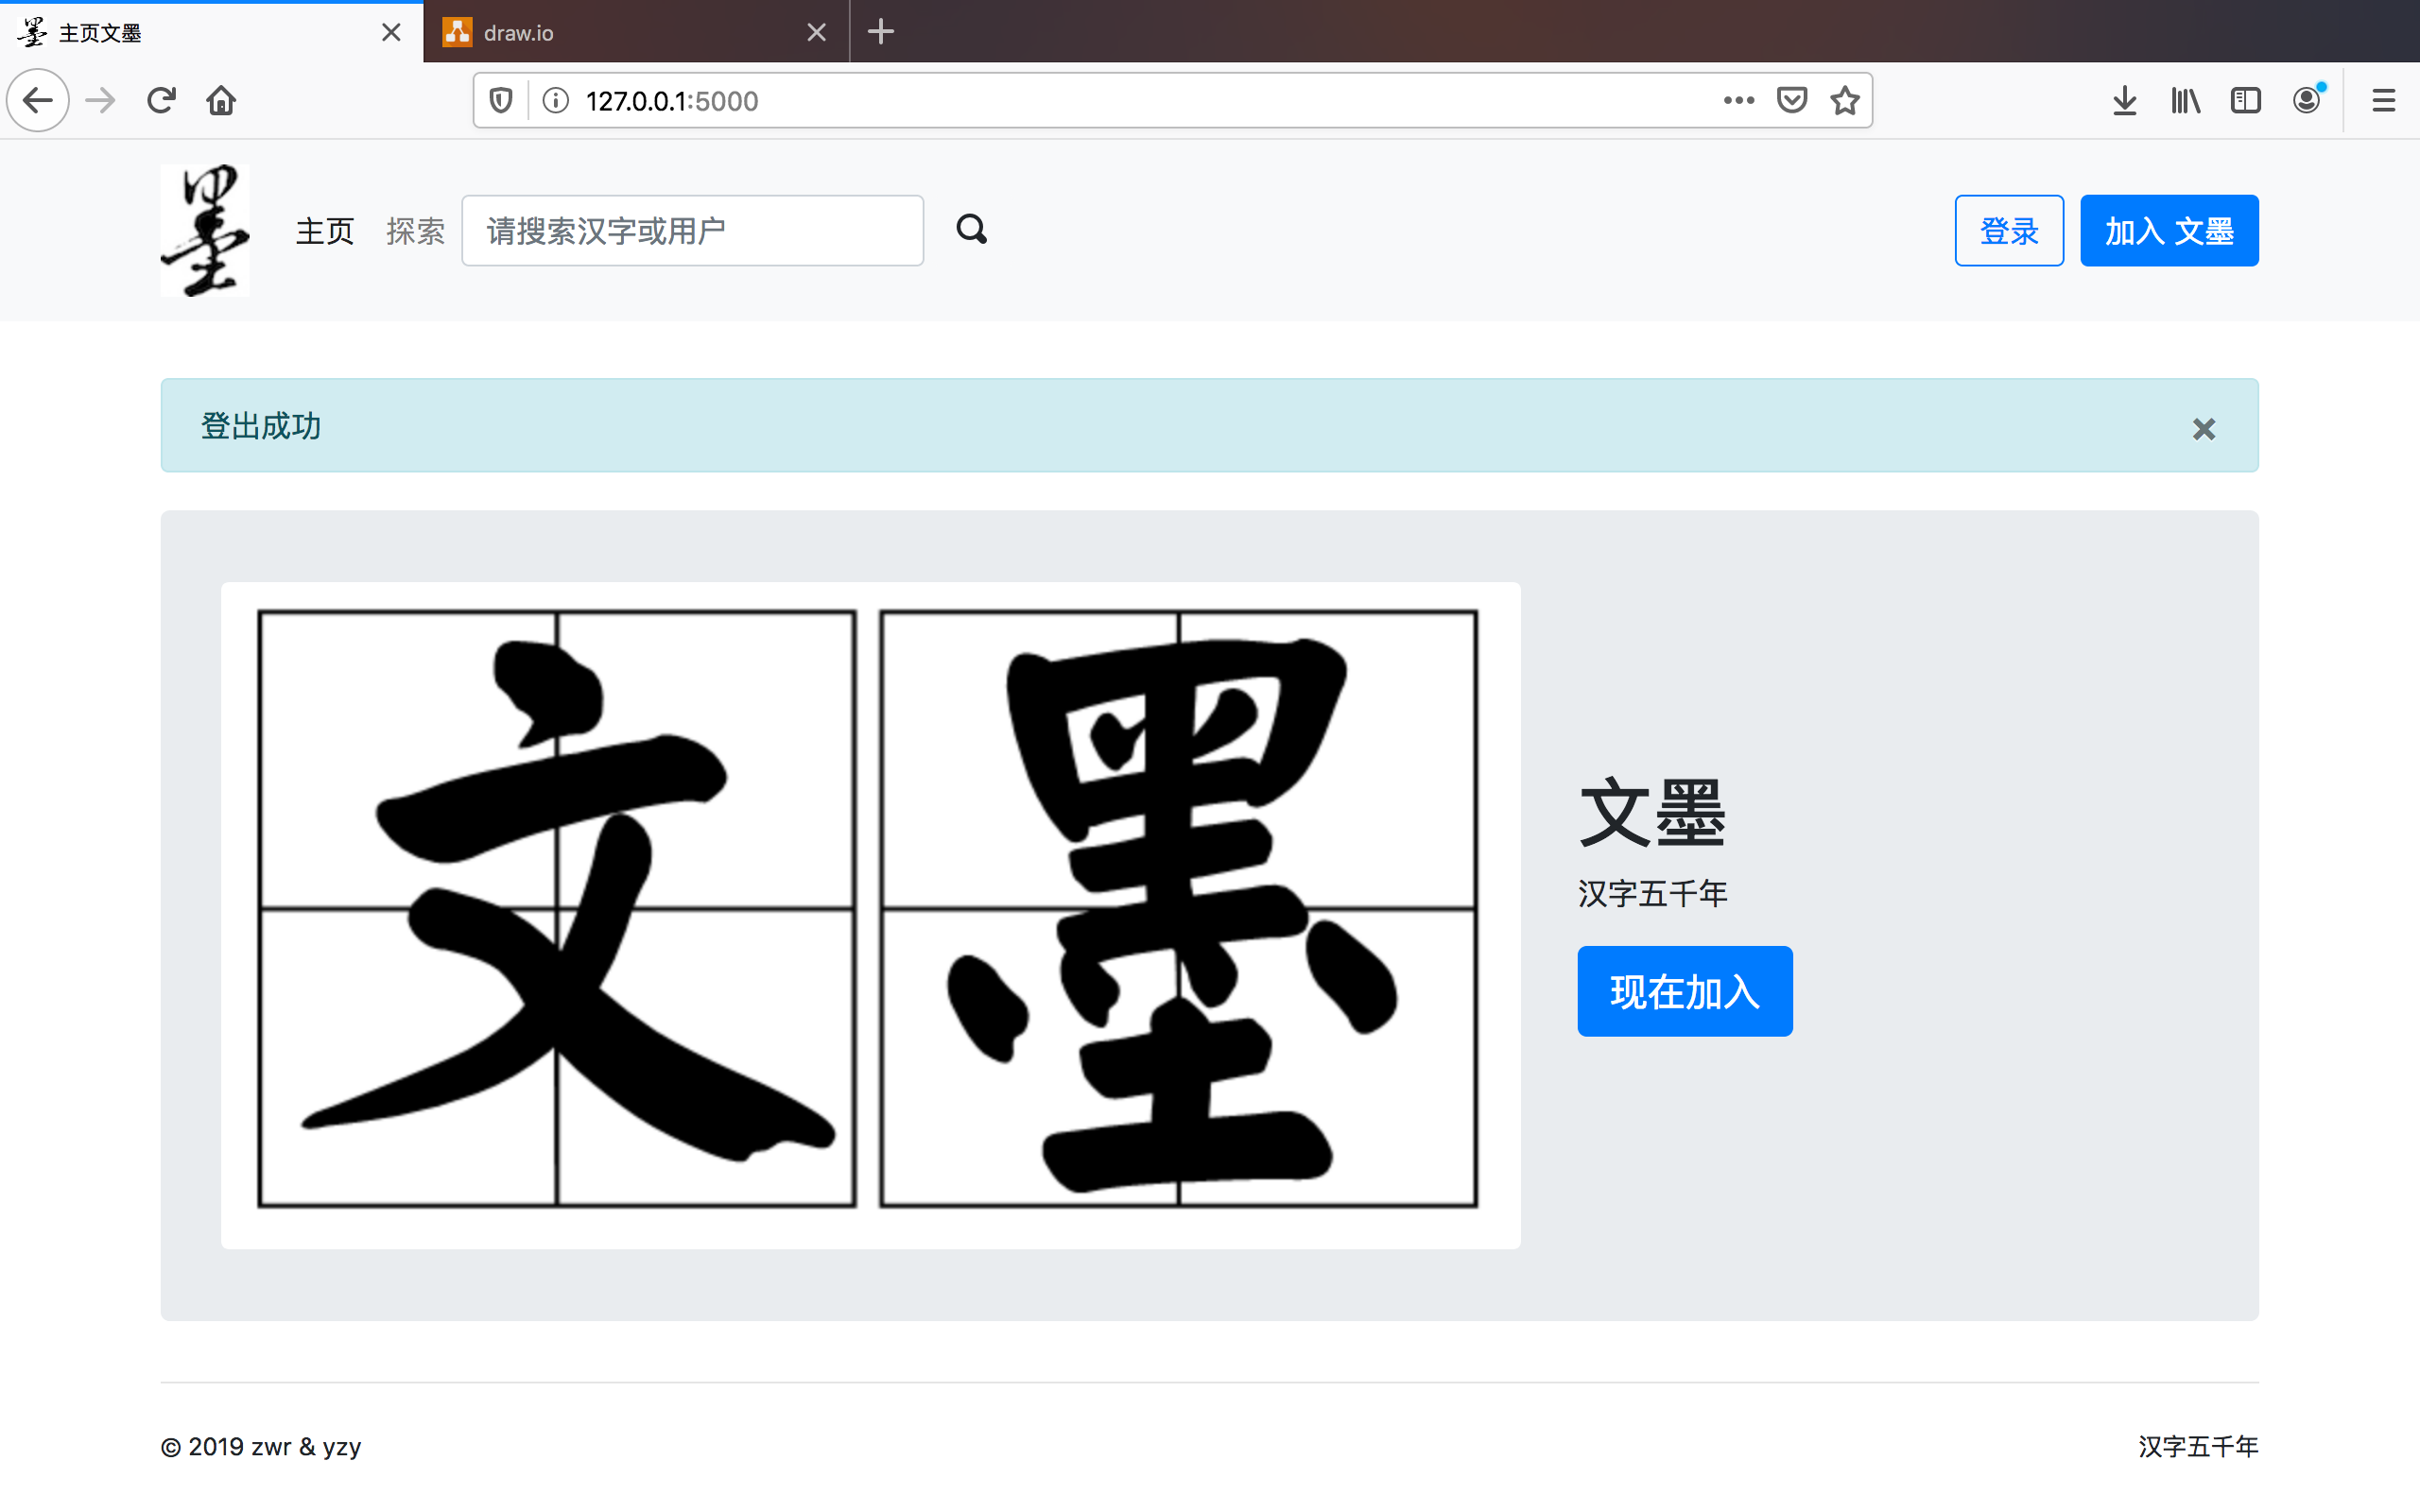 主页文墨
draw.io
127.0.0.1:5000
墨
主页
探索
请搜索汉字或用户
登录
加入 文墨
登出成功
文墨
文墨
汉字五千年
现在加入
© 2019 zwr & yzy
汉字五千年